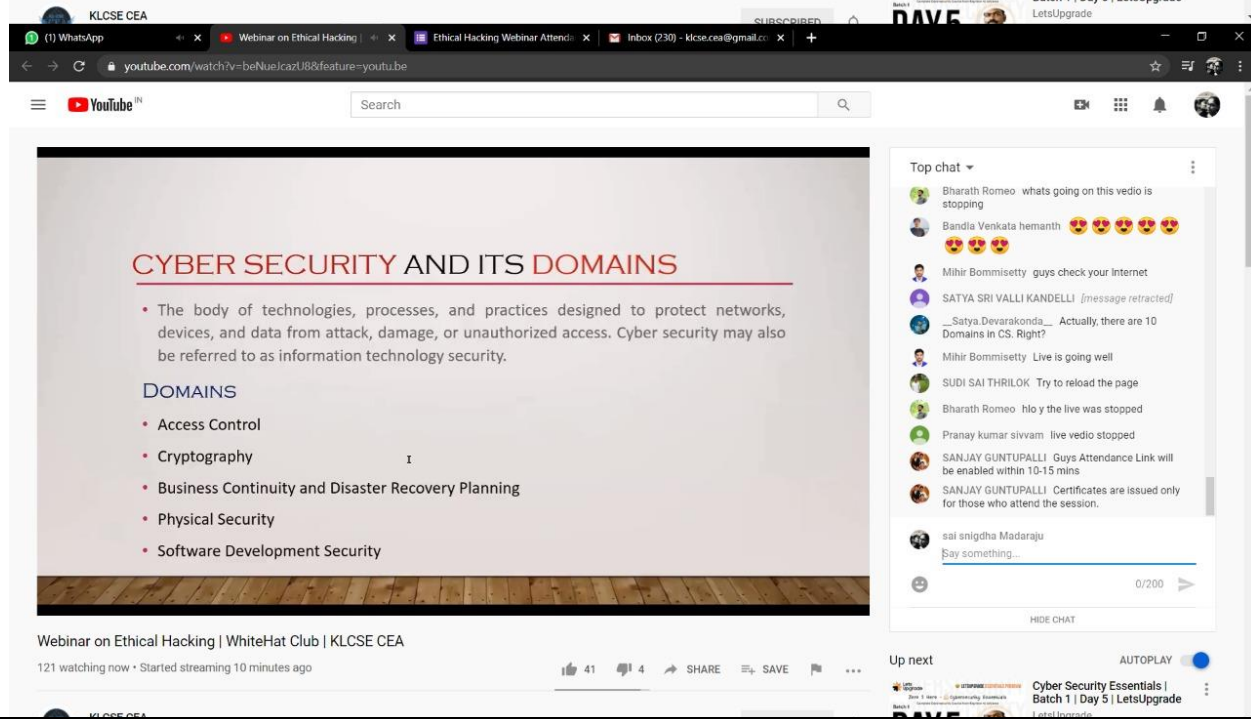 KLCSE CEA
SUBSCRIBED
DAY 5
LetsUpgrade
(1) WhatsApp
Webinar on Ethical Hacking |
Ethical Hacking Webinar Attenda
Inbox (230) - klcse.cea@gmail.co
youtube.com/watch?v=beNueJcazU8&feature=youtu.be
YouTube IN
Search
CYBER SECURITY AND ITS DOMAINS
• The body of technologies, processes, and practices designed to protect networks,
devices, and data from attack, damage, or unauthorized access. Cyber security may also
be referred to as information technology security.
DOMAINS
• Access Control
• Cryptography
• Business Continuity and Disaster Recovery Planning
• Physical Security
• Software Development Security
Webinar on Ethical Hacking | WhiteHat Club | KLCSE CEA
121 watching now • Started streaming 10 minutes ago
41
4
SHARE
SAVE
Top chat
Bharath Romeo whats going on this vedio is
stopping
Bandla Venkata hemanth 😍😍😍😍😍
😍😍😍
Mihir Bommisetty guys check your Internet
SATYA SRI VALLI KANDELLI [message retracted]
__Satya.Devarakonda__ Actually, there are 10
Domains in CS. Right?
Mihir Bommisetty Live is going well
SUDI SAI THRILOK Try to reload the page
Bharath Romeo hlo y the live was stopped
Pranay kumar sivvam live vedio stopped
SANJAY GUNTUPALLI Guys Attendance Link will
be enabled within 10-15 mins
SANJAY GUNTUPALLI Certificates are issued only
for those who attend the session.
sai snigdha Madaraju
Say something...
0/200
HIDE CHAT
Up next
AUTOPLAY
Cyber Security Essentials |
Batch 1 | Day 5 | LetsUpgrade
LetsUpgrade
DAY 5
KLCSE CEA